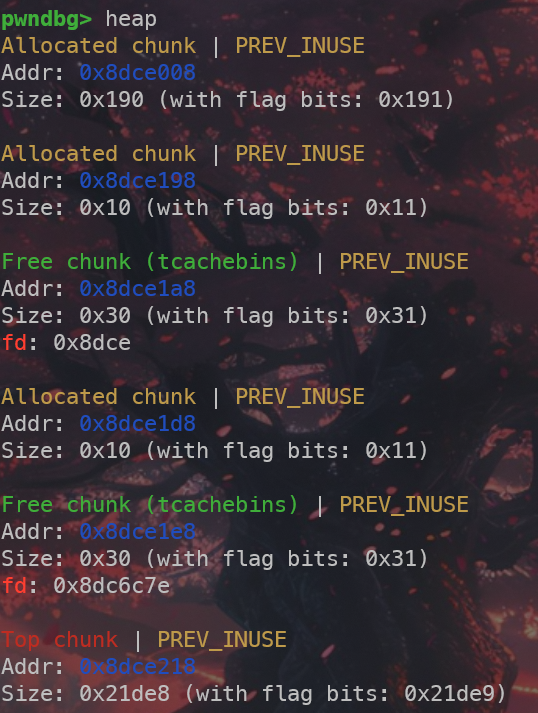 pwndbg> heap
Allocated chunk | PREV_INUSE
Addr: 0x8dce008
Size: 0x190 (with flag bits: 0x191)
Allocated chunk | PREV_INUSE
Addr: 0x8dce198
Size: 0x10 (with flag bits: 0x11)
Free chunk (tcachebins) | PREV_INUSE
Addr: 0x8dce1a8
Size: 0x30 (with flag bits: 0x31)
fd: 0x8dce
Allocated chunk | PREV_INUSE
Addr: 0x8dce1d8
Size: 0x10 (with flag bits: 0x11)
Free chunk (tcachebins) | PREV_INUSE
Addr: 0x8dce1e8
Size: 0x30 (with flag bits: 0x31)
fd: 0x8dc6c7e
Top chunk | PREV_INUSE
Addr: 0x8dce218
Size: 0x21de8 (with flag bits: 0x21de9)